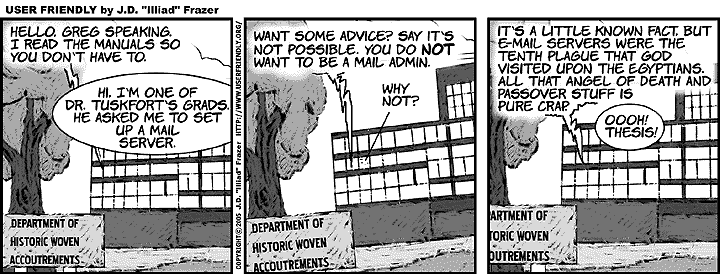 USER FRIENDLY by J.D. "Illiad" Frazer
HELLO. GREG SPEAKING.
I READ THE MANUALS SO
YOU DON'T HAVE TO.
HI. I'M ONE OF
DR. TUSKFORT'S GRADS.
HE ASKED ME TO SET
UP A MAIL
SERVER.
DEPARTMENT OF
HISTORIC WOVEN
ACCOUTREMENTS
COPYRIGHT©2005 J.D. "Illiad" Frazer HTTP://WWW.USERFRIENDLY.ORG/
WANT SOME ADVICE? SAY IT'S
NOT POSSIBLE. YOU DO NOT
WANT TO BE A MAIL ADMIN.
WHY
NOT?
DEPARTMENT OF
HISTORIC WOVEN
ACCOUTREMENTS
IT'S A LITTLE KNOWN FACT, BUT
E-MAIL SERVERS WERE THE
TENTH PLAGUE THAT GOD
VISITED UPON THE EGYPTIANS.
ALL THAT ANGEL OF DEATH AND
PASSOVER STUFF IS
PURE CRAP.
OOOH!
THESIS!
ARTMENT OF
TORIC WOVEN
OUTREMENTS